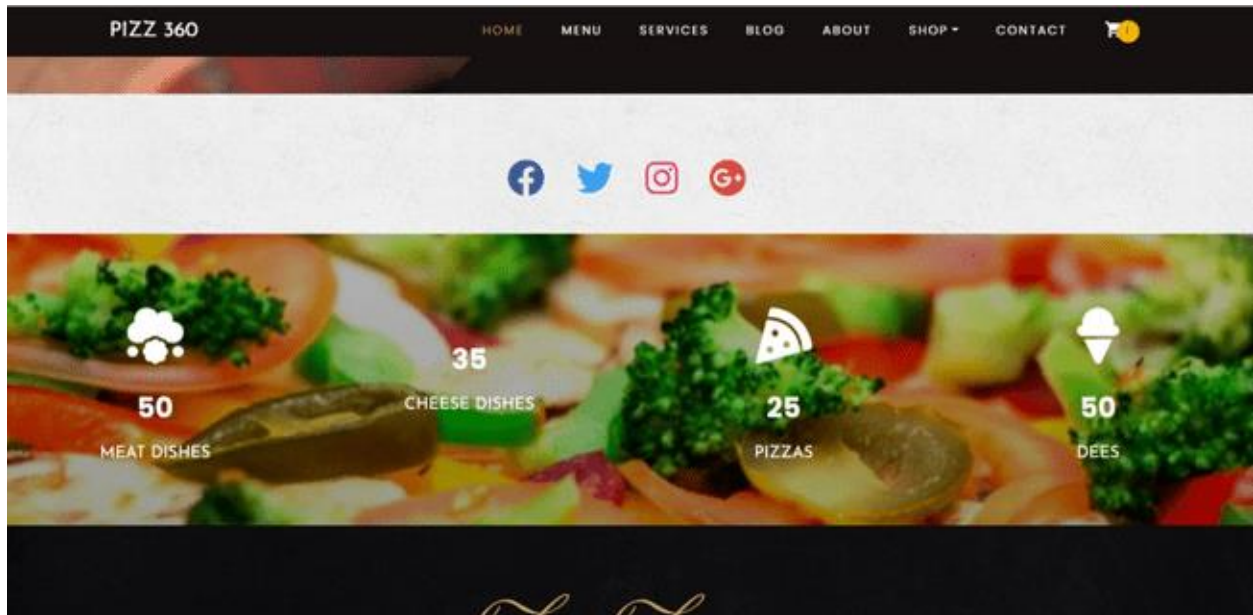 PIZZ 360
HOME MENU SERVICES BLOG ABOUT SHOP CONTACT
50
MEAT DISHES
35
CHEESE DISHES
25
PIZZAS
50
DEES